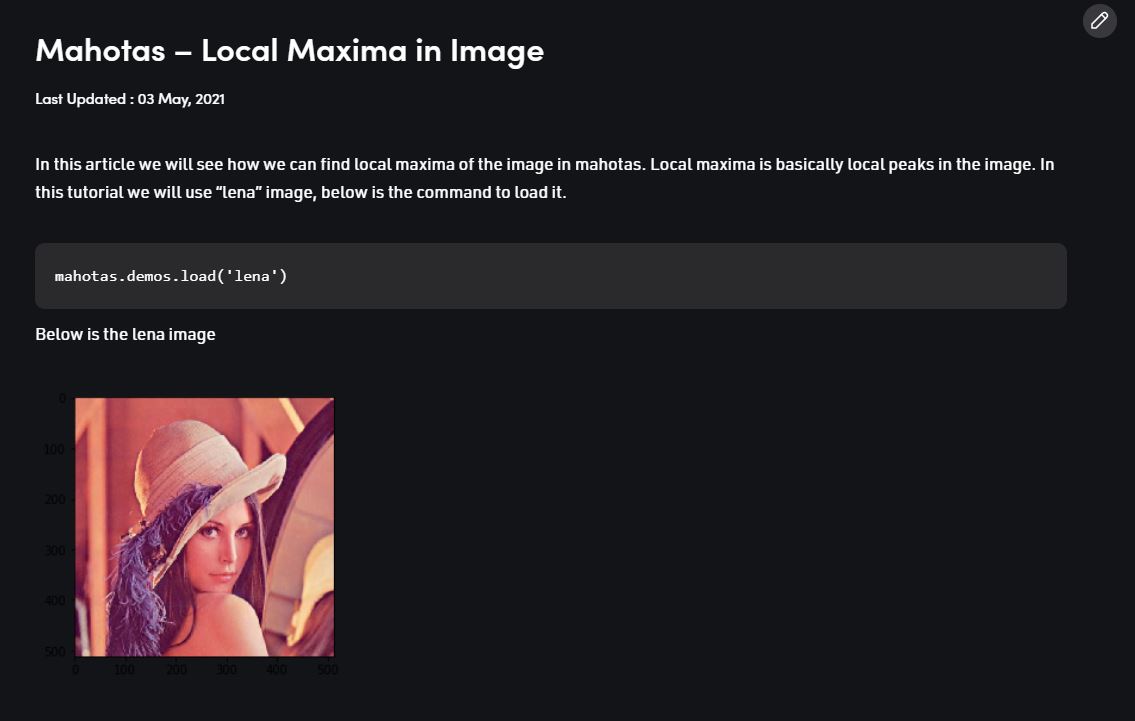 Mahotas – Local Maxima in Image
Last Updated : 03 May, 2021
In this article we will see how we can find local maxima of the image in mahotas. Local maxima is basically local peaks in the image. In
this tutorial we will use “lena” image, below is the command to load it.
mahotas.demos.load('lena')
Below is the lena image
0
100
200
300
400
500
0 100 200 300 400 500